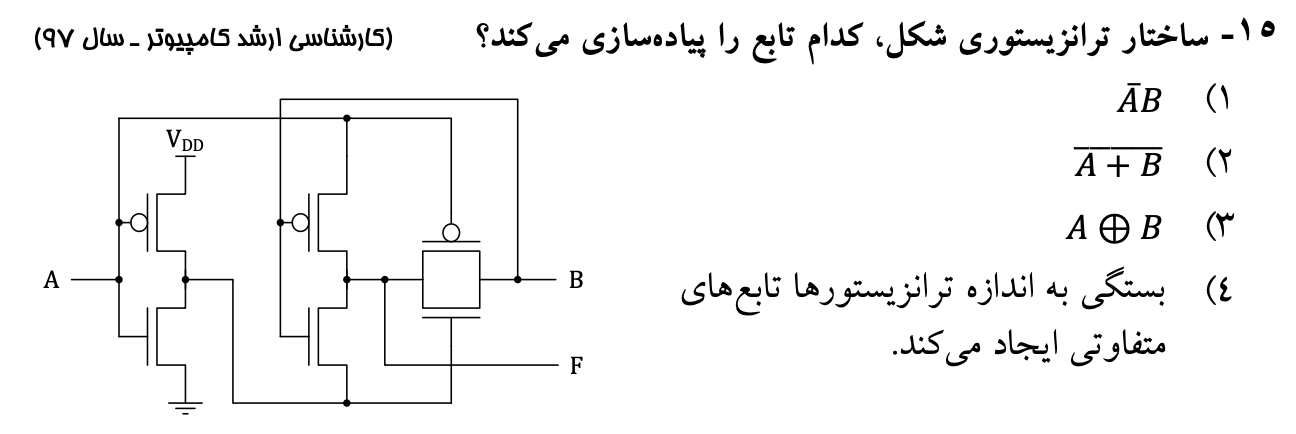 ۱۵- ساختار ترانزیستوری شکل، کدام تابع را پیاده‌سازی می‌کند؟ (کارشناسی ارشد کامپیوتر ـ سال ۹۷)
۱) A̅B
۲) A̅ ̅+̅ ̅B̅
۳) A ⊕ B
۴) بستگی به اندازه ترانزیستورها تابع‌های
متفاوتی ایجاد می‌کند.
V_DD
A
B
F